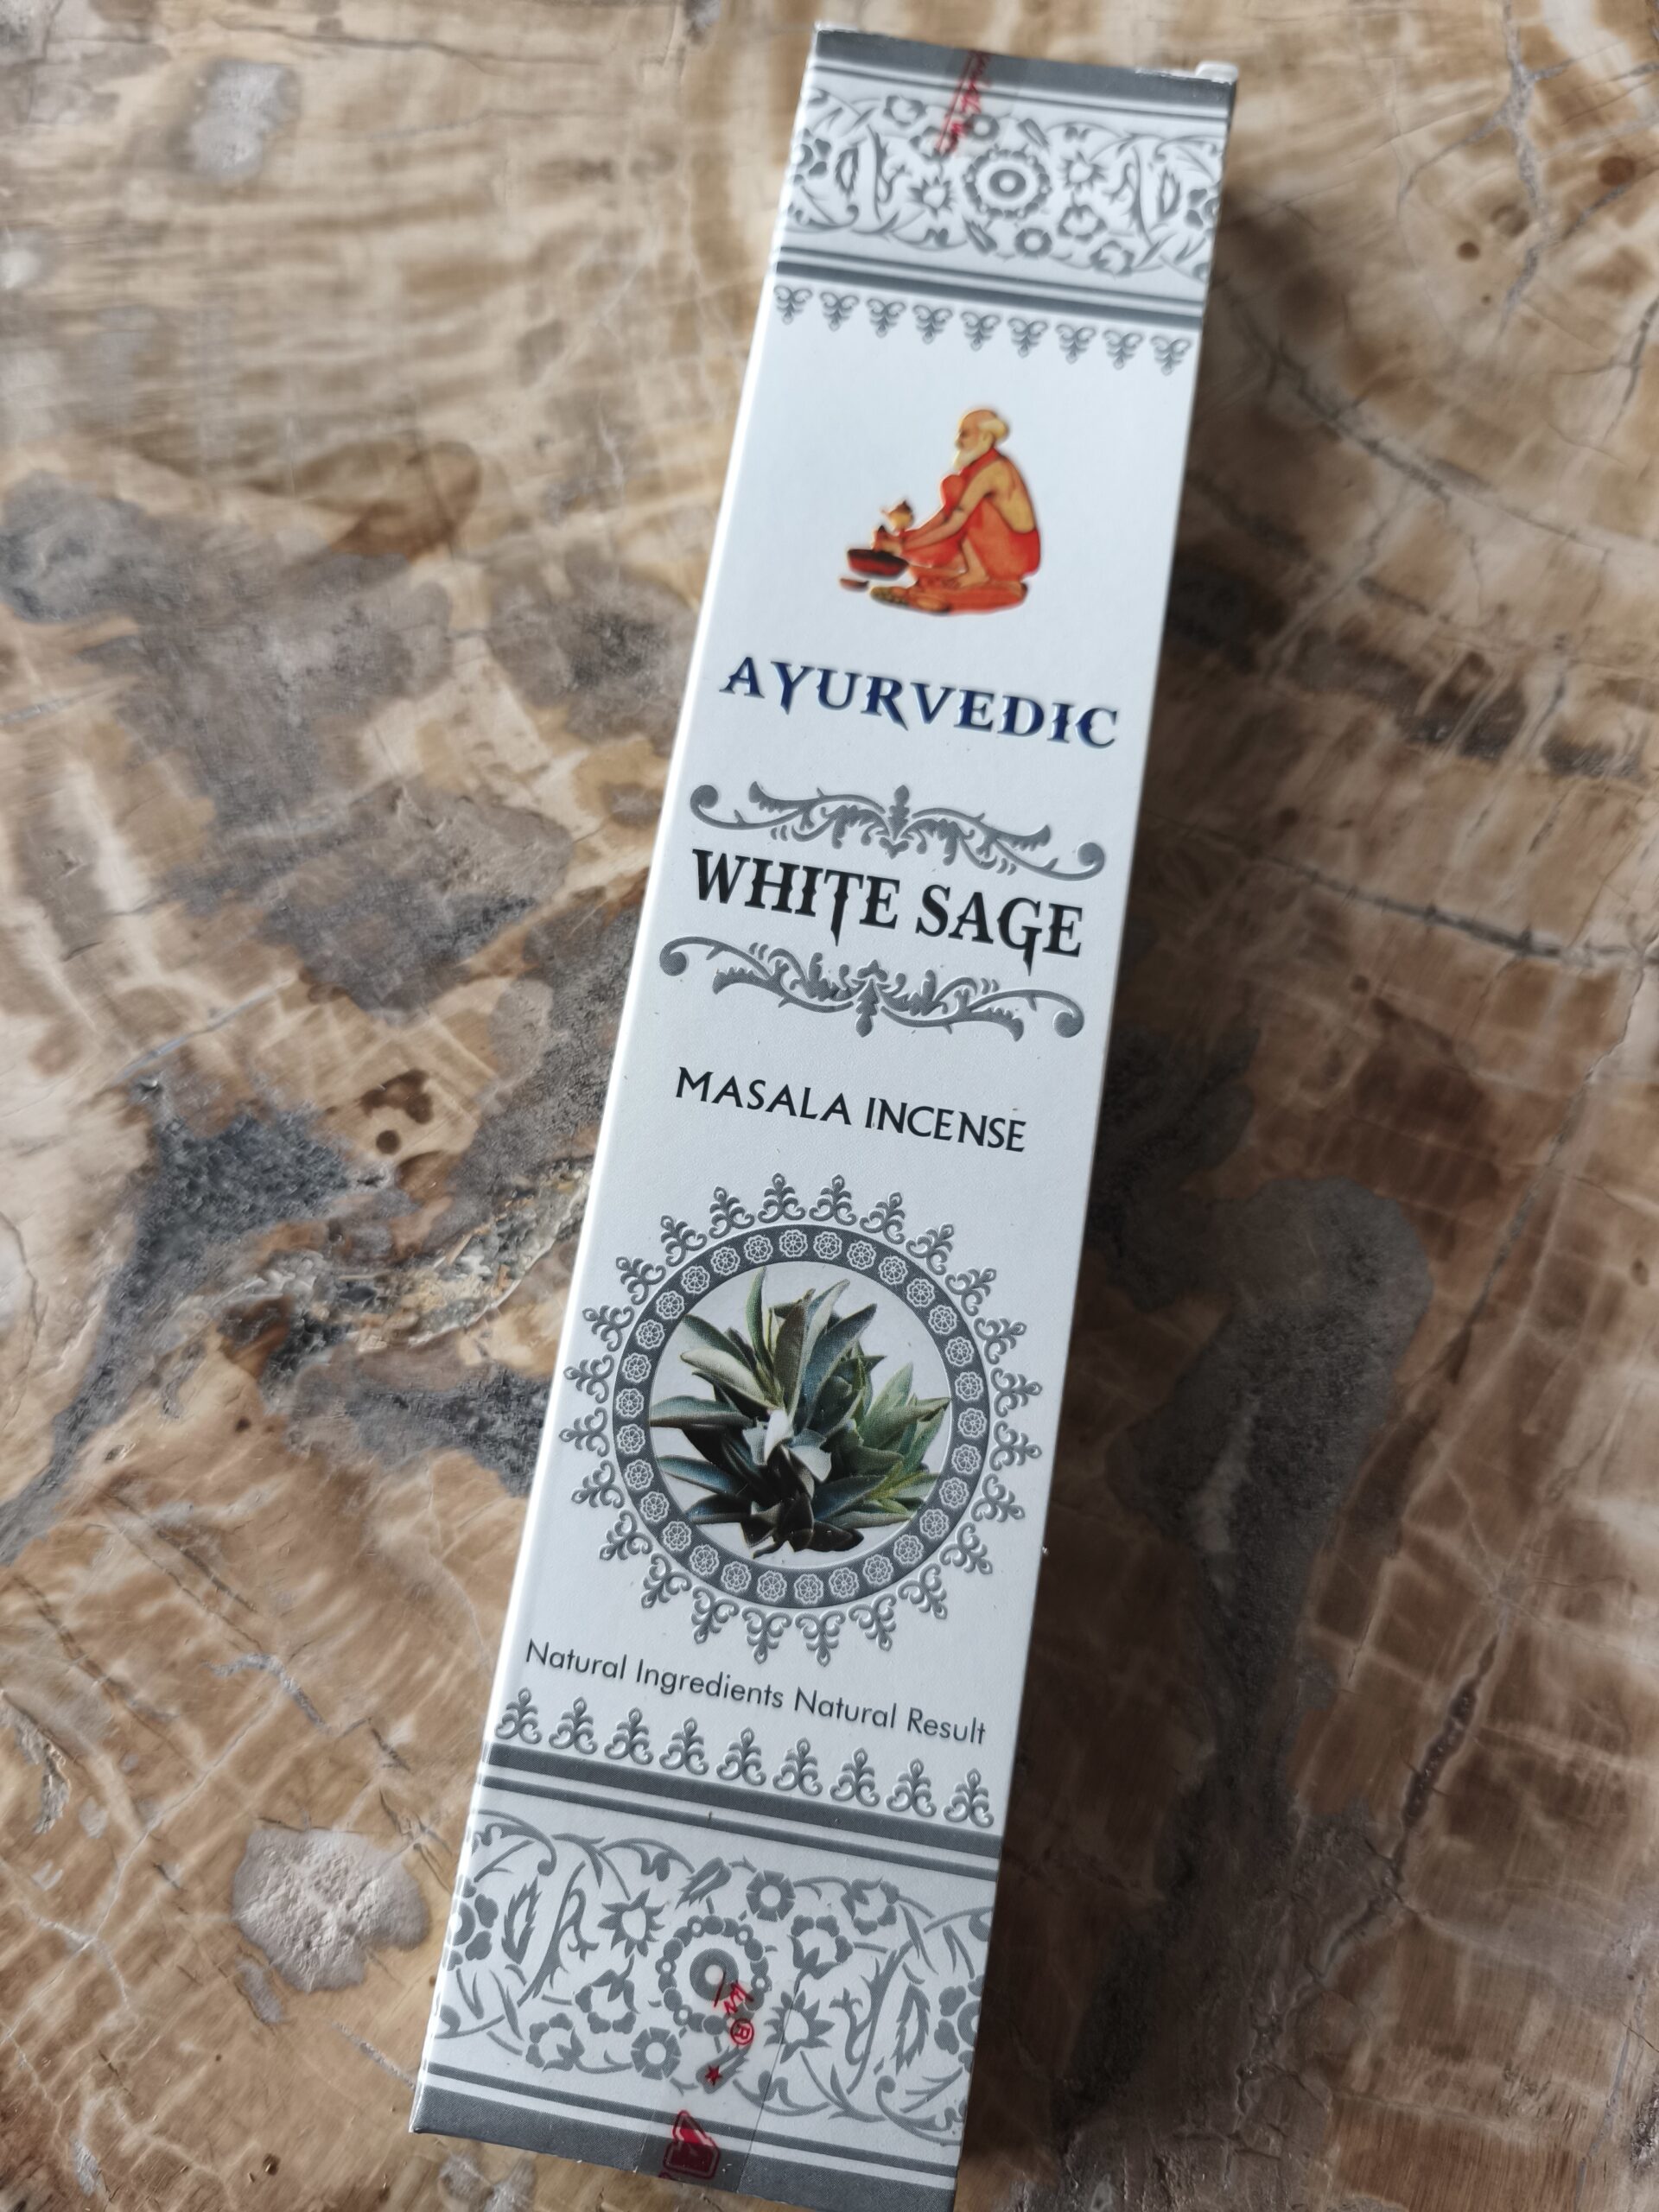 AYURVEDIC
WHITE SAGE
MASALA INCENSE
Natural Ingredients Natural Result